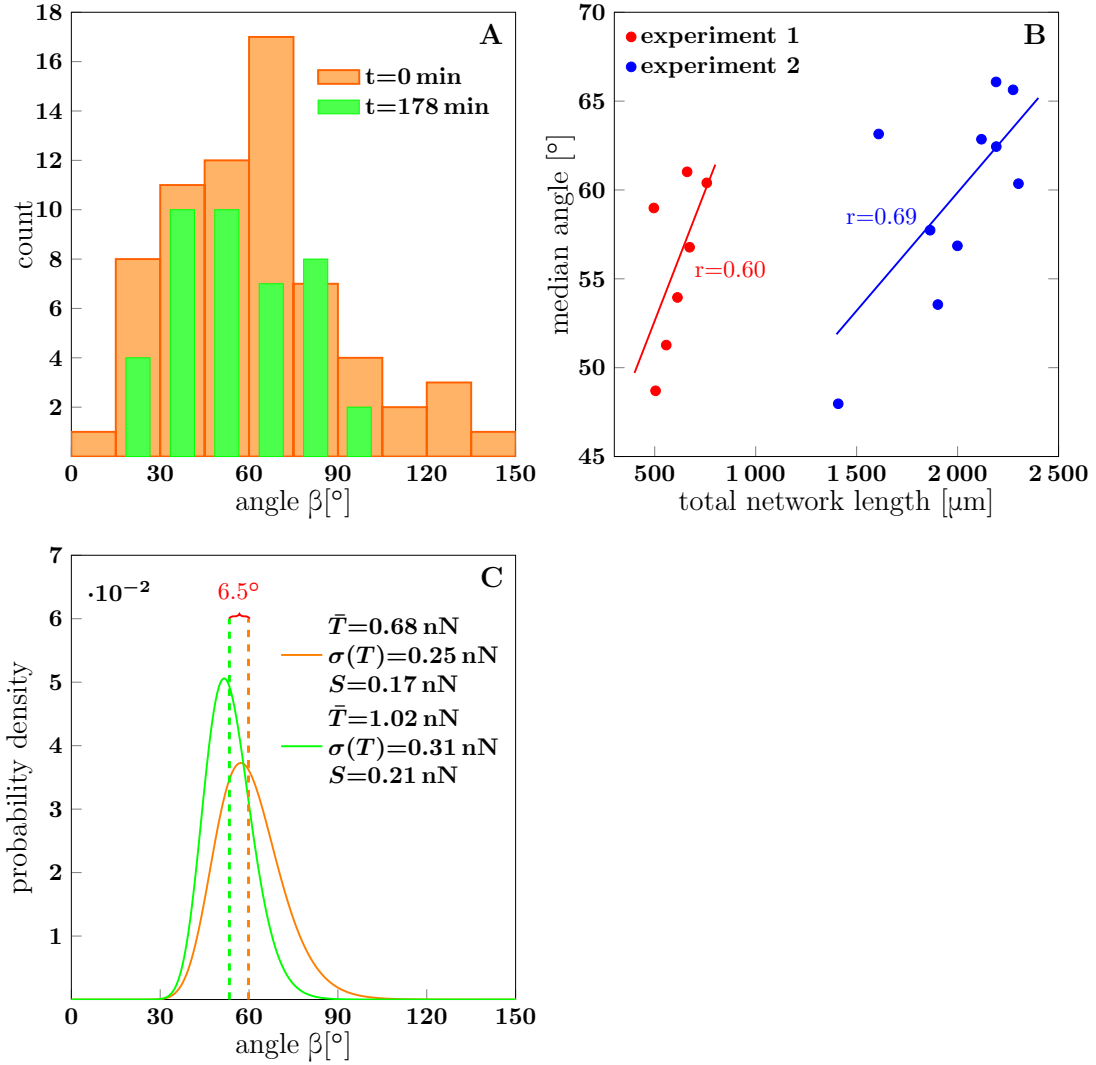 A
t=0 min
t=178 min
18
16
14
12
10
8
6
4
2
count
0 30 60 90 120 150
angle β[°]
B
experiment 1
experiment 2
70
65
60
55
50
45
median angle [°]
r=0.60
r=0.69
500 1 000 1 500 2 000 2 500
total network length [µm]
C
·10⁻²
6.5°
T̄=0.68 nN
σ(T)=0.25 nN
S=0.17 nN
T̄=1.02 nN
σ(T)=0.31 nN
S=0.21 nN
7
6
5
4
3
2
1
probability density
0 30 60 90 120 150
angle β[°]